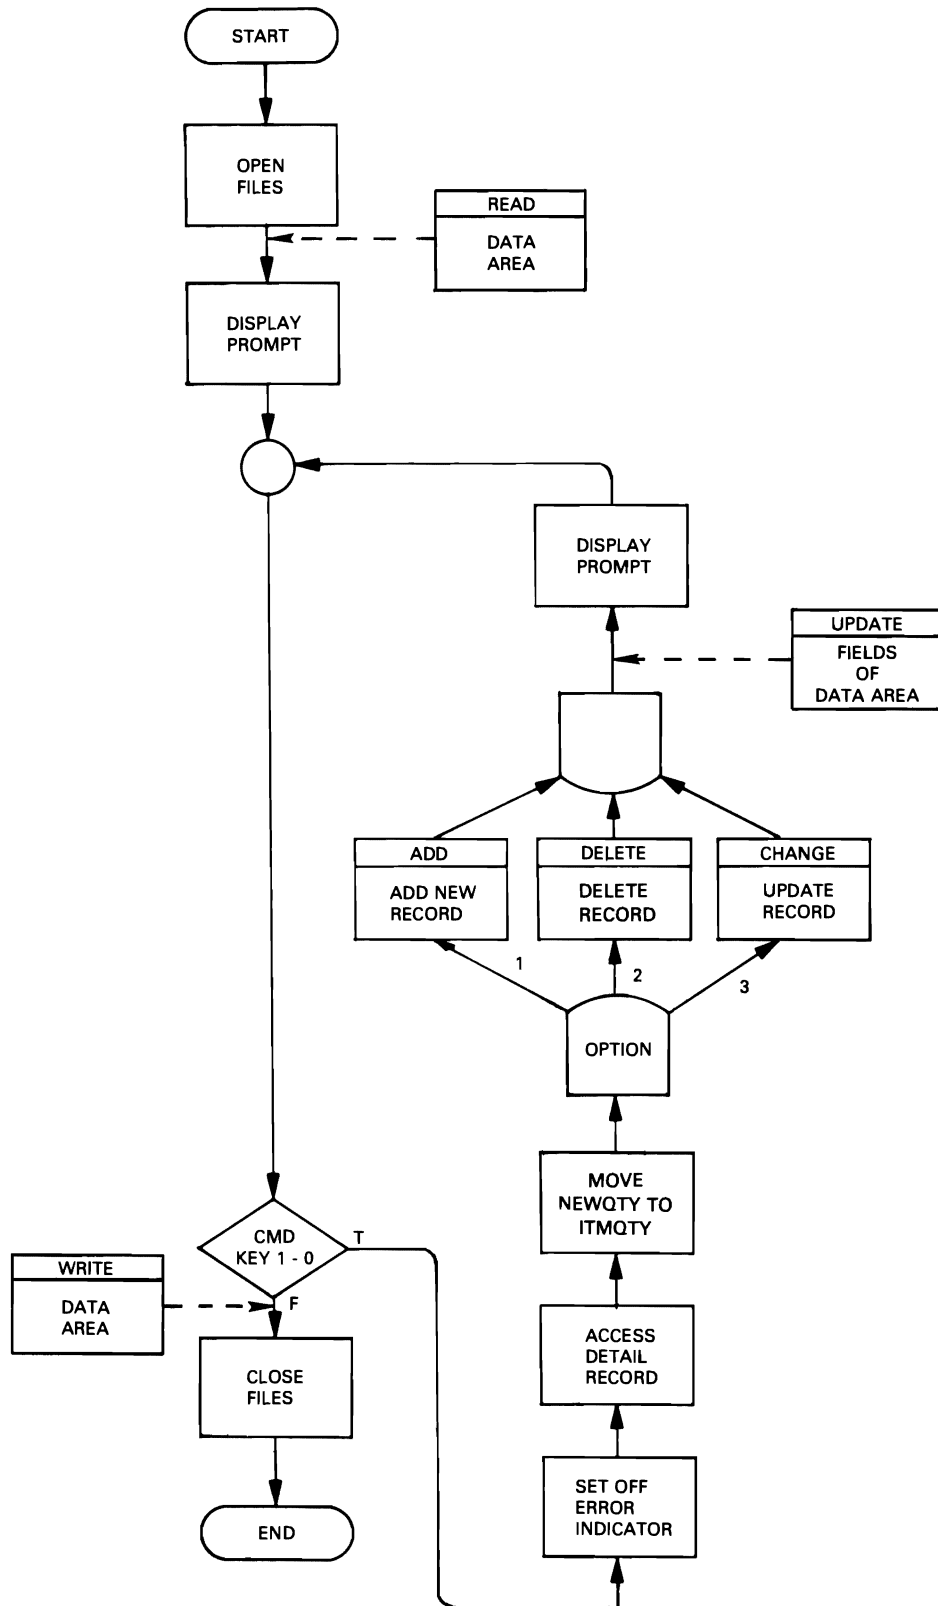 START
OPEN
FILES
READ
DATA
AREA
DISPLAY
PROMPT
DISPLAY
PROMPT
UPDATE
FIELDS
OF
DATA AREA
ADD
ADD NEW
RECORD
DELETE
DELETE
RECORD
CHANGE
UPDATE
RECORD
1
2
3
OPTION
MOVE
NEWQTY TO
ITMQTY
CMD
KEY 1 - 0
T
F
WRITE
DATA
AREA
ACCESS
DETAIL
RECORD
CLOSE
FILES
SET OFF
ERROR
INDICATOR
END